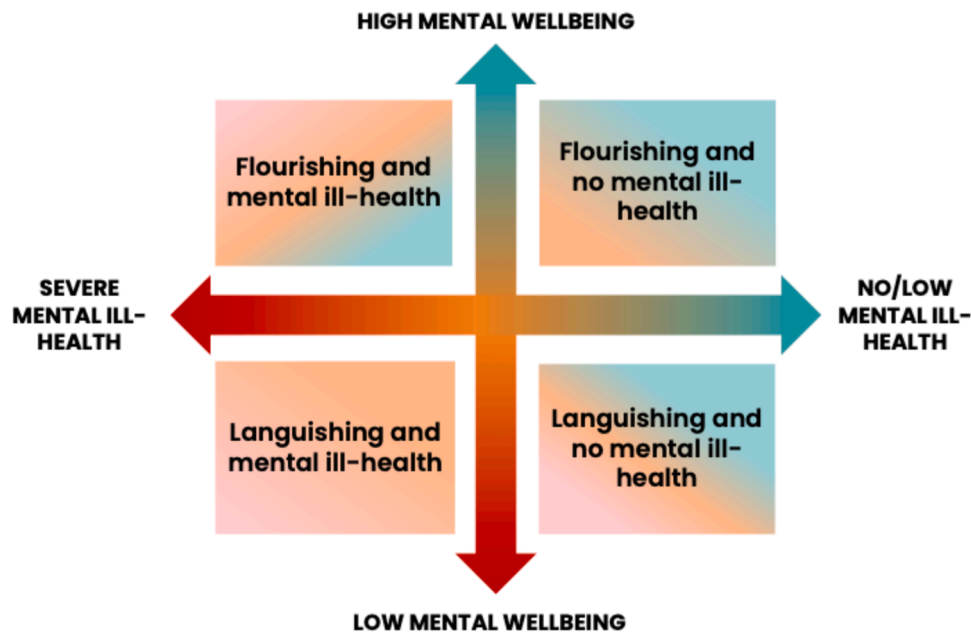 HIGH MENTAL WELLBEING
Flourishing and
mental ill-health
Flourishing and
no mental ill-
health
SEVERE
MENTAL ILL-
HEALTH
NO/LOW
MENTAL ILL-
HEALTH
Languishing and
mental ill-health
Languishing and
no mental ill-
health
LOW MENTAL WELLBEING